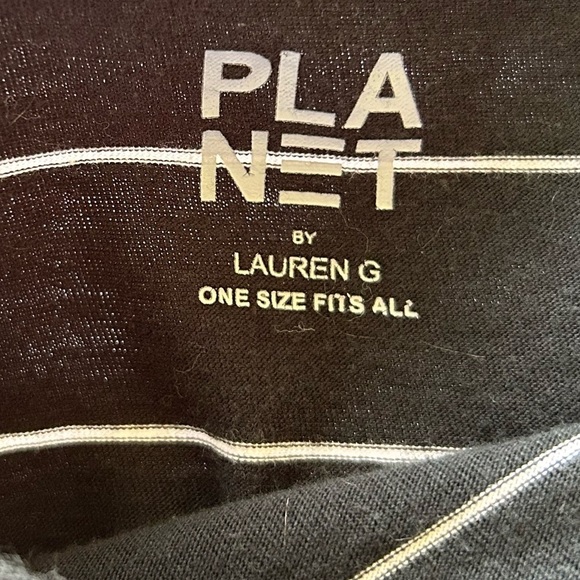 PLA
NET
BY
LAUREN G
ONE SIZE FITS ALL